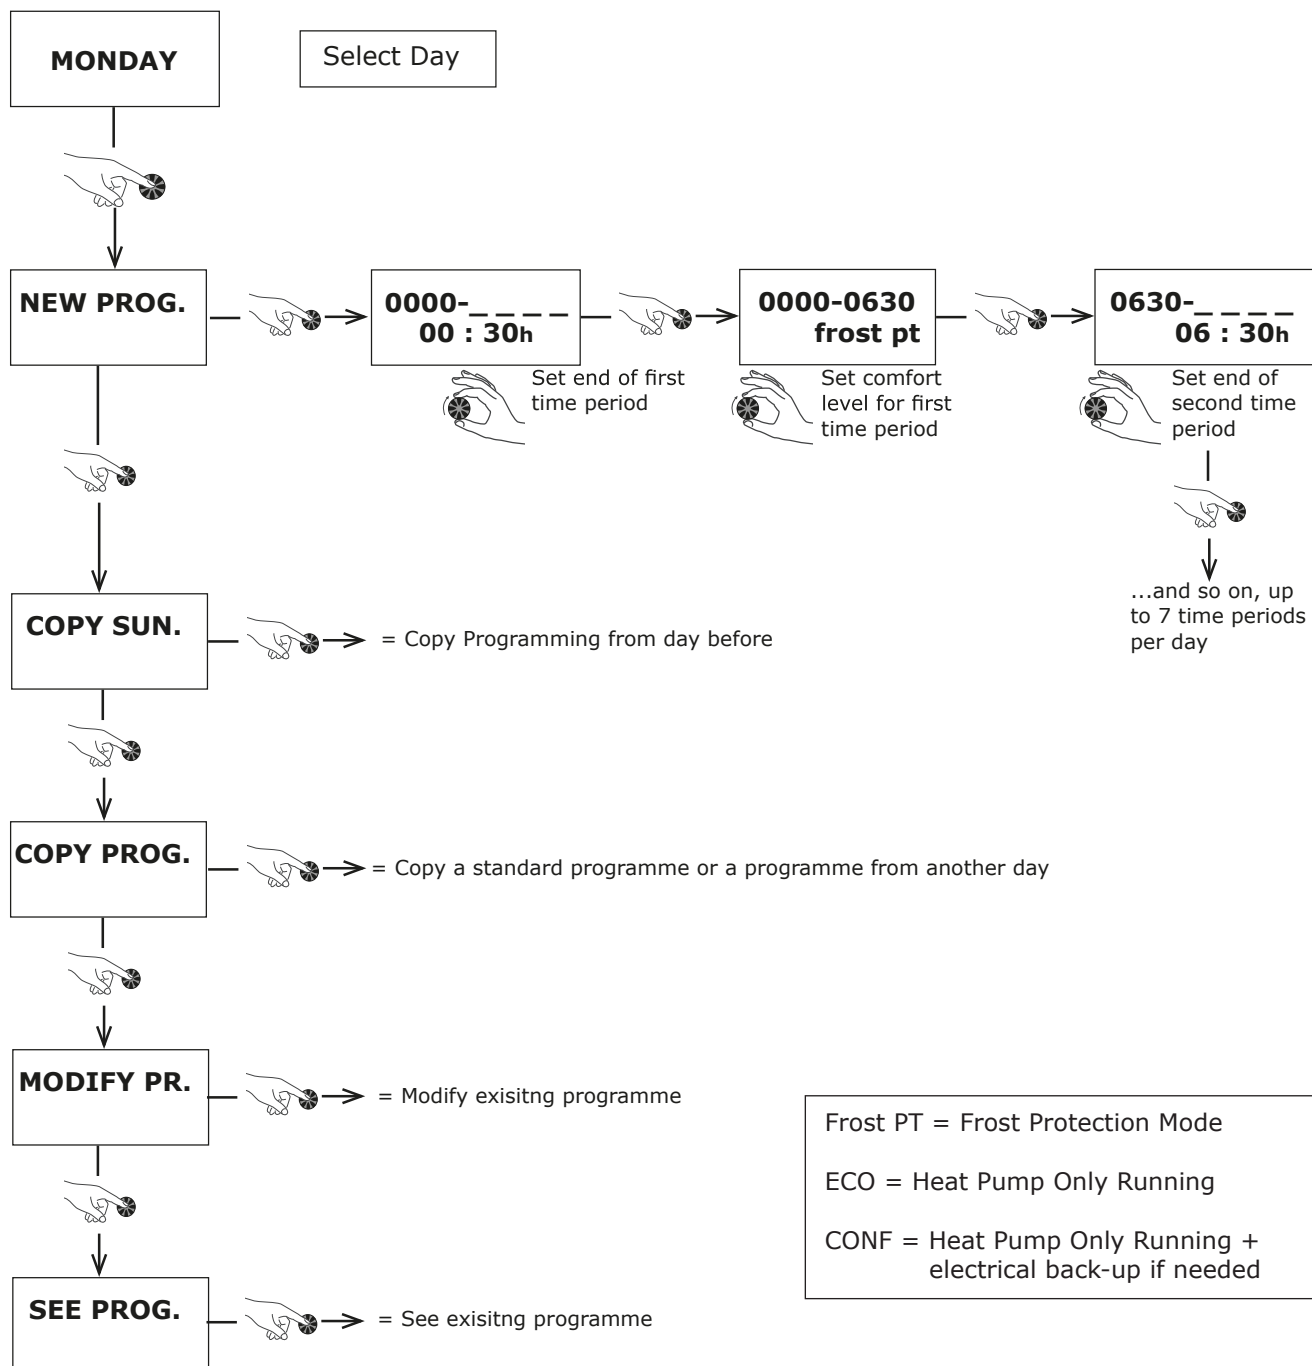 MONDAY
Select Day
NEW PROG.
0000-_ _ _ _
00 : 30h
0000-0630
frost pt
0630-_ _ _ _
06 : 30h
Set end of first
time period
Set comfort
level for first
time period
Set end of
second time
period
...and so on, up
to 7 time periods
per day
COPY SUN.
= Copy Programming from day before
COPY PROG.
= Copy a standard programme or a programme from another day
MODIFY PR.
= Modify exisitng programme
SEE PROG.
= See exisitng programme
Frost PT = Frost Protection Mode
ECO = Heat Pump Only Running
CONF = Heat Pump Only Running +
electrical back-up if needed